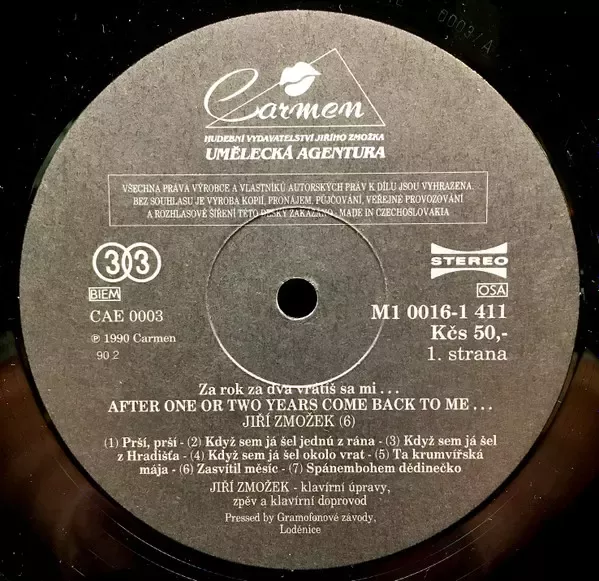 0003/A
Carmen
HUDEBNÍ VYDAVATELSTVÍ JIŘÍHO ZMOŽKA
UMĚLECKÁ AGENTURA
VŠECHNA PRÁVA VÝROBCE A VLASTNÍKŮ AUTORSKÝCH PRÁV K DÍLU JSOU VYHRAZENA.
BEZ SOUHLASU JE VÝROBA KOPIÍ, PRONÁJEM, PŮJČOVÁNÍ, VEŘEJNÉ PROVOZOVÁNÍ
A ROZHLASOVÉ ŠÍŘENÍ TÉTO DESKY ZAKÁZÁNO. MADE IN CZECHOSLOVAKIA
33
STEREO
BIEM
OSA
CAE 0003
M1 0016-1 411
Kčs 50,-
℗ 1990 Carmen
90 2
1. strana
Za rok za dva vrátiš sa mi . . .
AFTER ONE OR TWO YEARS COME BACK TO ME . . .
JIŘÍ ZMOŽEK (6)
(1) Prší, prší - (2) Když sem já šel jednú z rána - (3) Když sem já šel
z Hradišťa - (4) Když sem já šel okolo vrat - (5) Ta krumvířská
mája - (6) Zasvítil měsíc - (7) Spánembohem dědinečko
JIŘÍ ZMOŽEK - klavírní úpravy,
zpěv a klavírní doprovod
Pressed by Gramofonové závody,
Loděnice